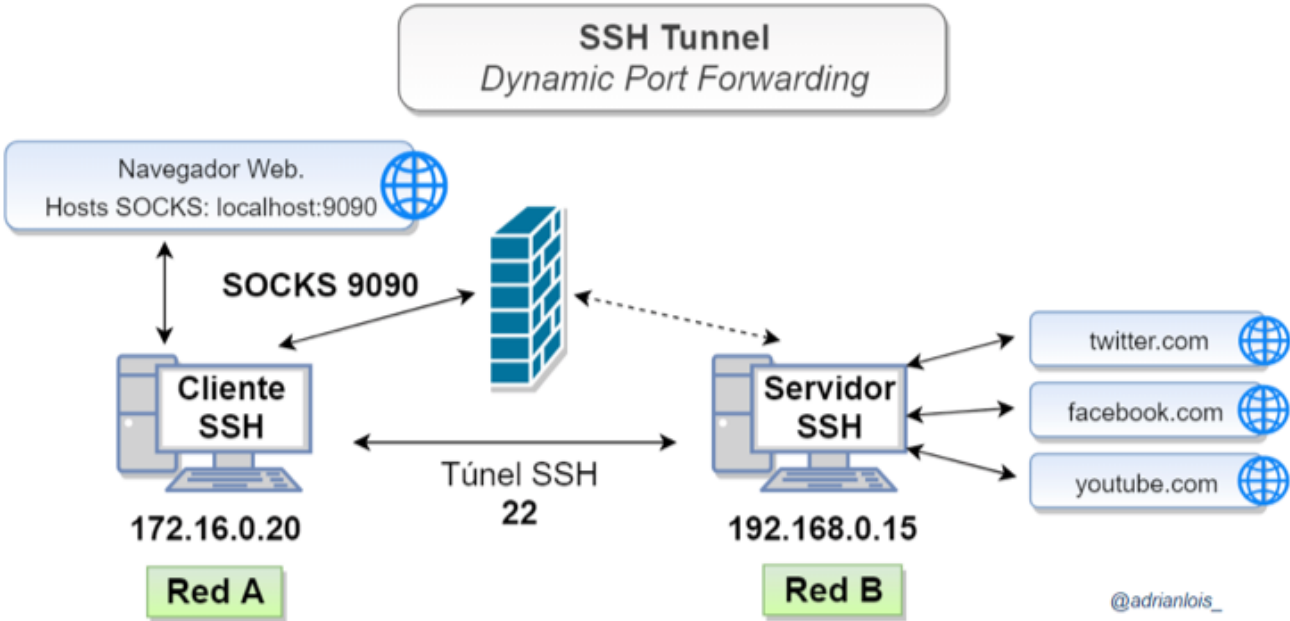 SSH Tunnel
Dynamic Port Forwarding
Navegador Web.
Hosts SOCKS: localhost:9090
SOCKS 9090
Cliente
SSH
Servidor
SSH
twitter.com
facebook.com
youtube.com
Túnel SSH
22
172.16.0.20
192.168.0.15
Red A
Red B
@adrianlois_